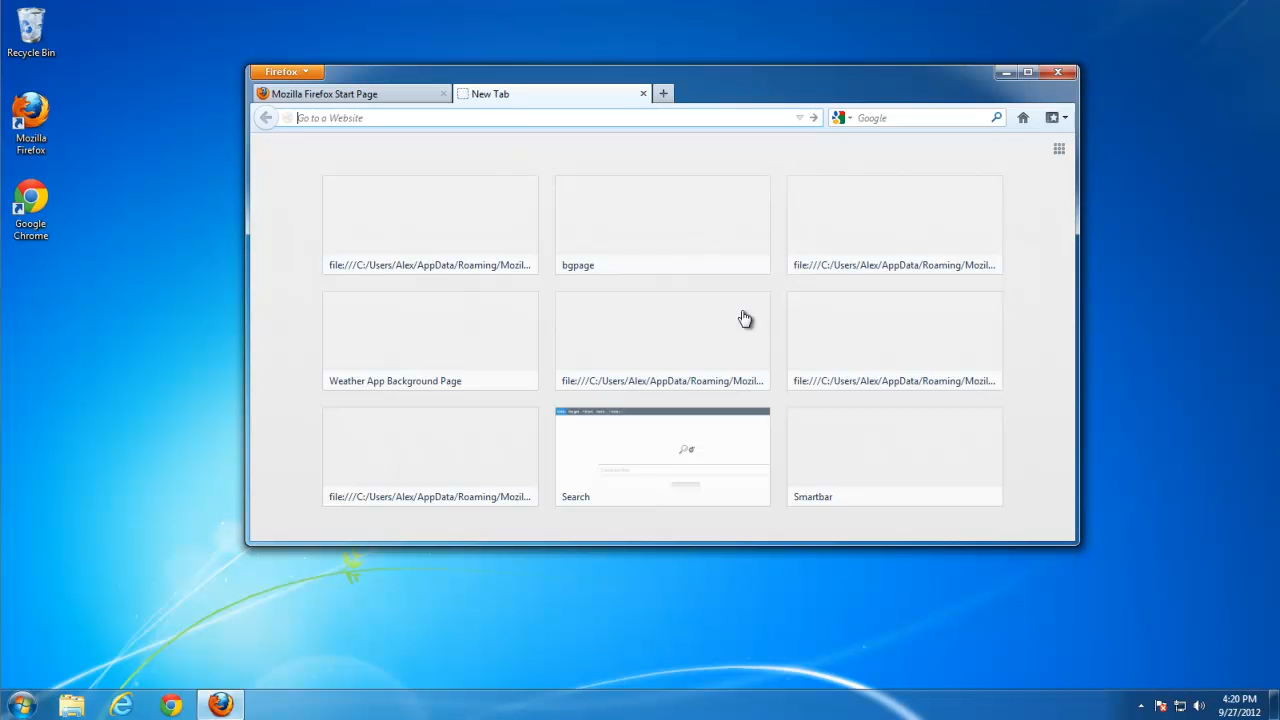 Recycle Bin
Mozilla
Firefox
Google
Chrome
Firefox
Mozilla Firefox Start Page
New Tab
Go to a Website
Google
file:///C:/Users/Alex/AppData/Roaming/Mozil...
bgpage
file:///C:/Users/Alex/AppData/Roaming/Mozil...
Weather App Background Page
file:///C:/Users/Alex/AppData/Roaming/Mozil...
file:///C:/Users/Alex/AppData/Roaming/Mozil...
file:///C:/Users/Alex/AppData/Roaming/Mozil...
Search
Smartbar
4:20 PM
9/27/2012